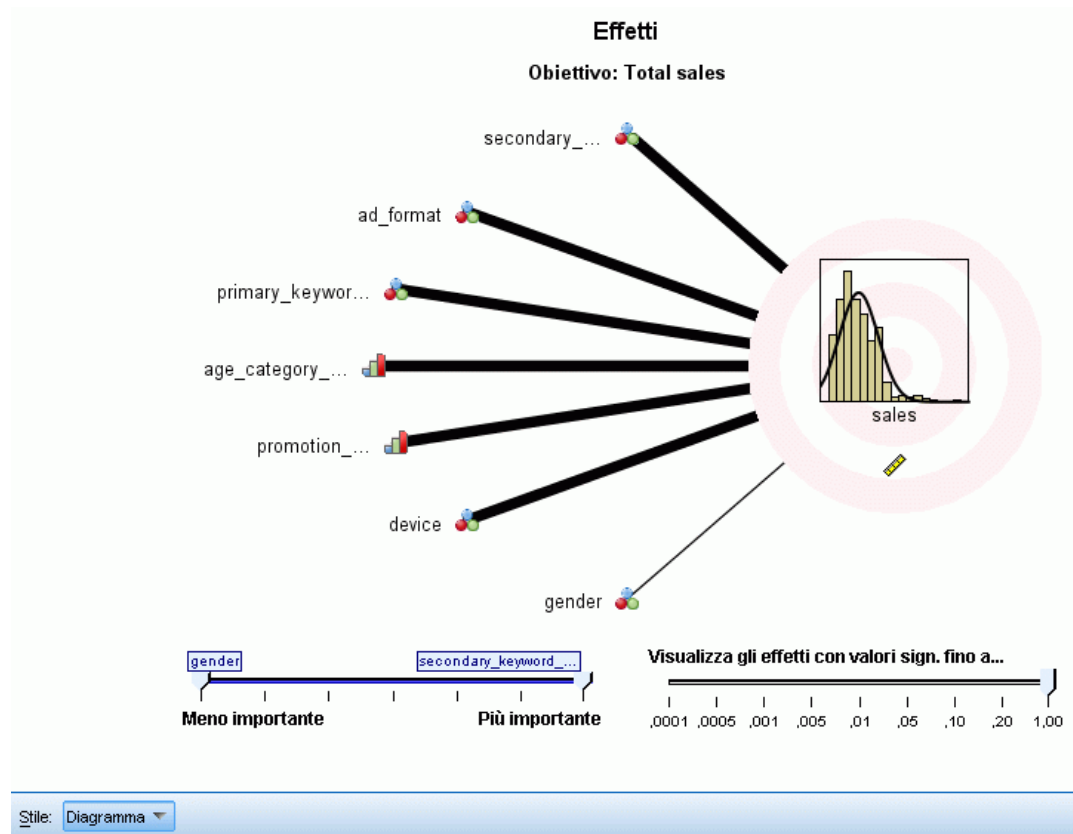 Effetti
Obiettivo: Total sales
secondary_...
ad_format
primary_keywor...
age_category_...
promotion_...
device
gender
sales
gender
secondary_keyword_...
Meno importante
Più importante
Visualizza gli effetti con valori sign. fino a...
,0001 ,0005 ,001 ,005 ,01 ,05 ,10 ,20 1,00
Stile: Diagramma